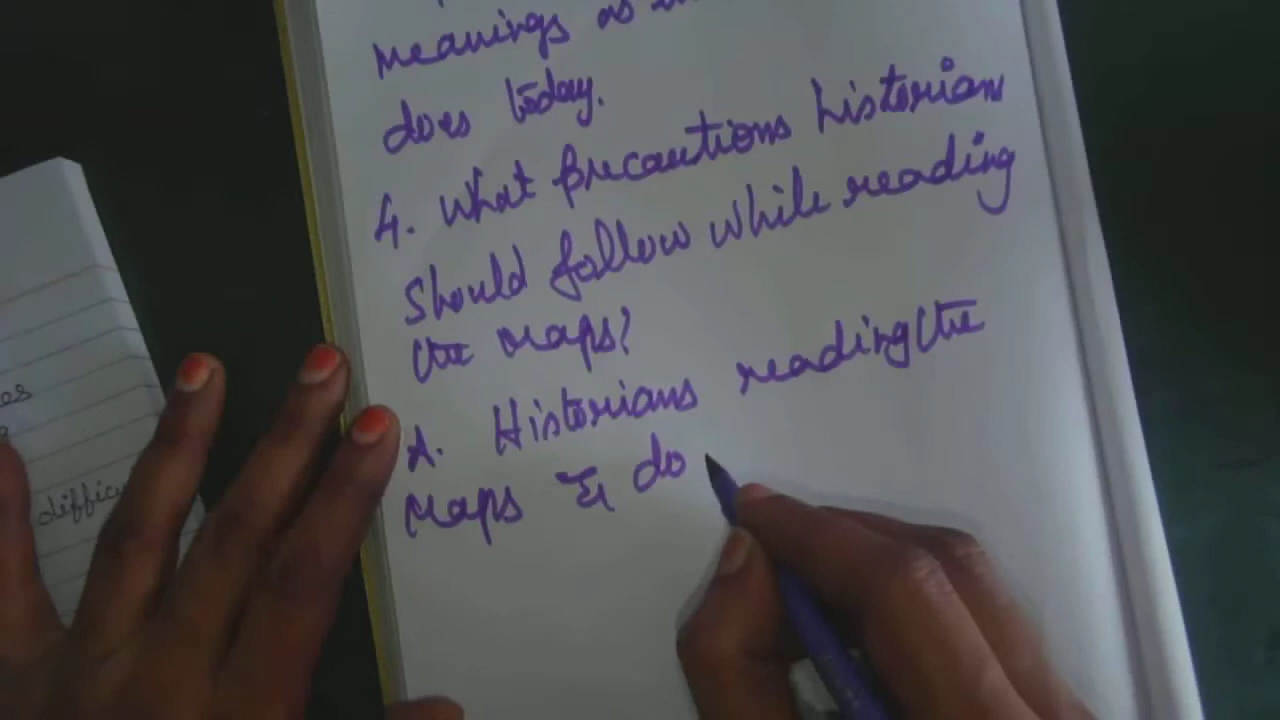 meanings as
does today.
4. What precautions historian
should follow while reading
the maps?
A. Historians reading the
maps & do
difficu